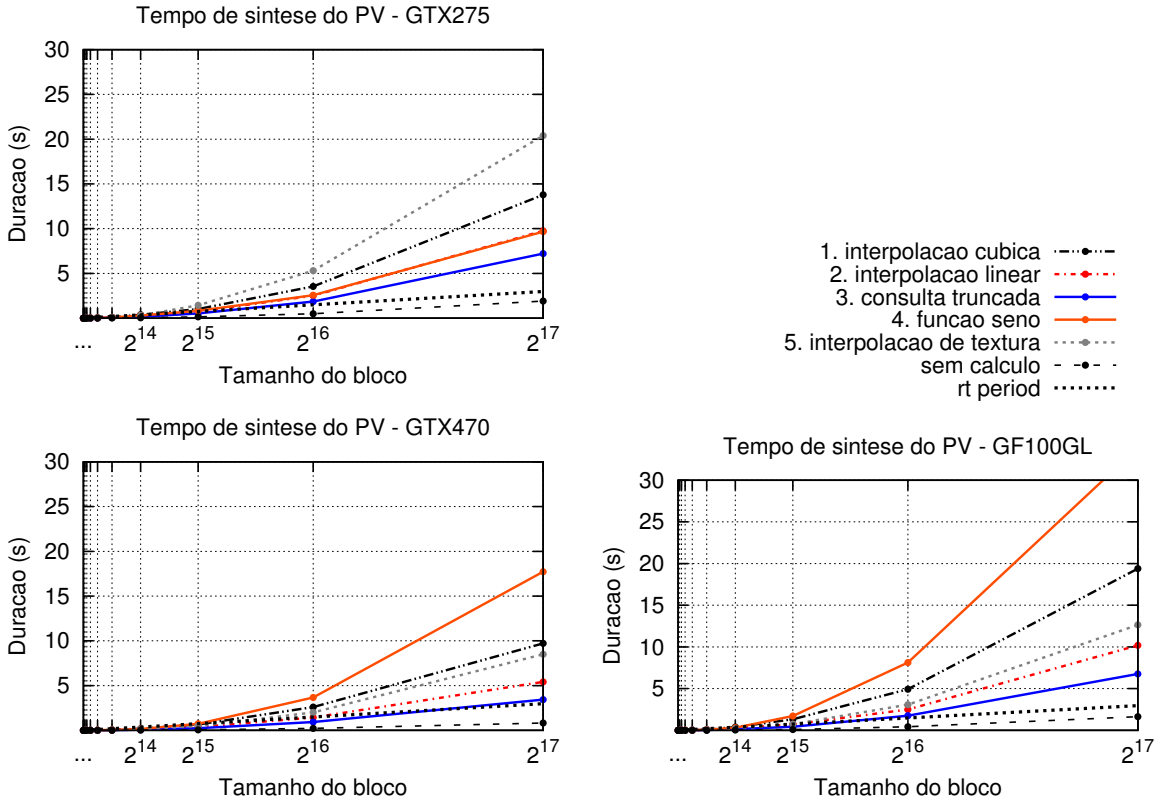 Tempo de sintese do PV - GTX275
Duracao (s)
30
25
20
15
10
5
... 2^14 2^15 2^16 2^17
Tamanho do bloco
1. interpolacao cubica
2. interpolacao linear
3. consulta truncada
4. funcao seno
5. interpolacao de textura
sem calculo
rt period
Tempo de sintese do PV - GTX470
Duracao (s)
30
25
20
15
10
5
... 2^14 2^15 2^16 2^17
Tamanho do bloco
Tempo de sintese do PV - GF100GL
Duracao (s)
30
25
20
15
10
5
... 2^14 2^15 2^16 2^17
Tamanho do bloco